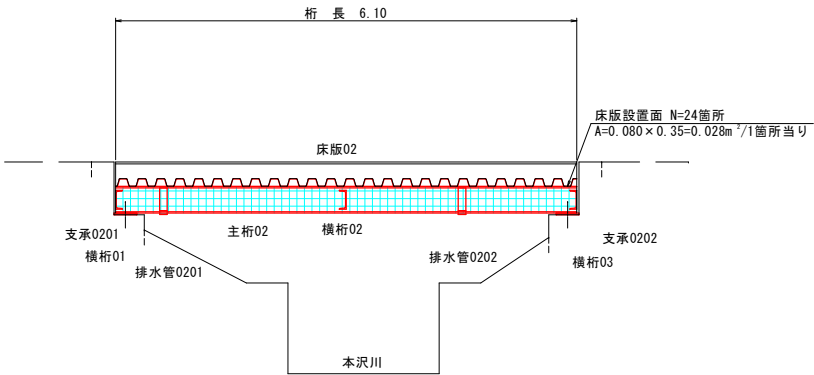 桁 長 6.10
床版設置面 N=24箇所
A=0.080×0.35=0.028m²/1箇所当り
床版02
支承0201
主桁02
横桁02
支承0202
横桁01
排水管0201
排水管0202
横桁03
本沢川